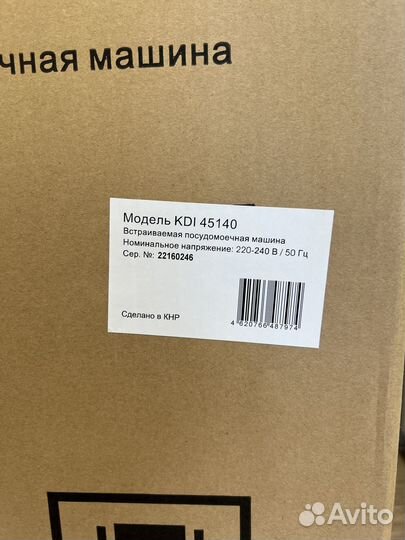 чная машина
Модель KDI 45140
Встраиваемая посудомоечная машина
Номинальное напряжение: 220-240 В / 50 Гц
Сер. №: 22160246
4 620766 487974
Сделано в КНР
Avito